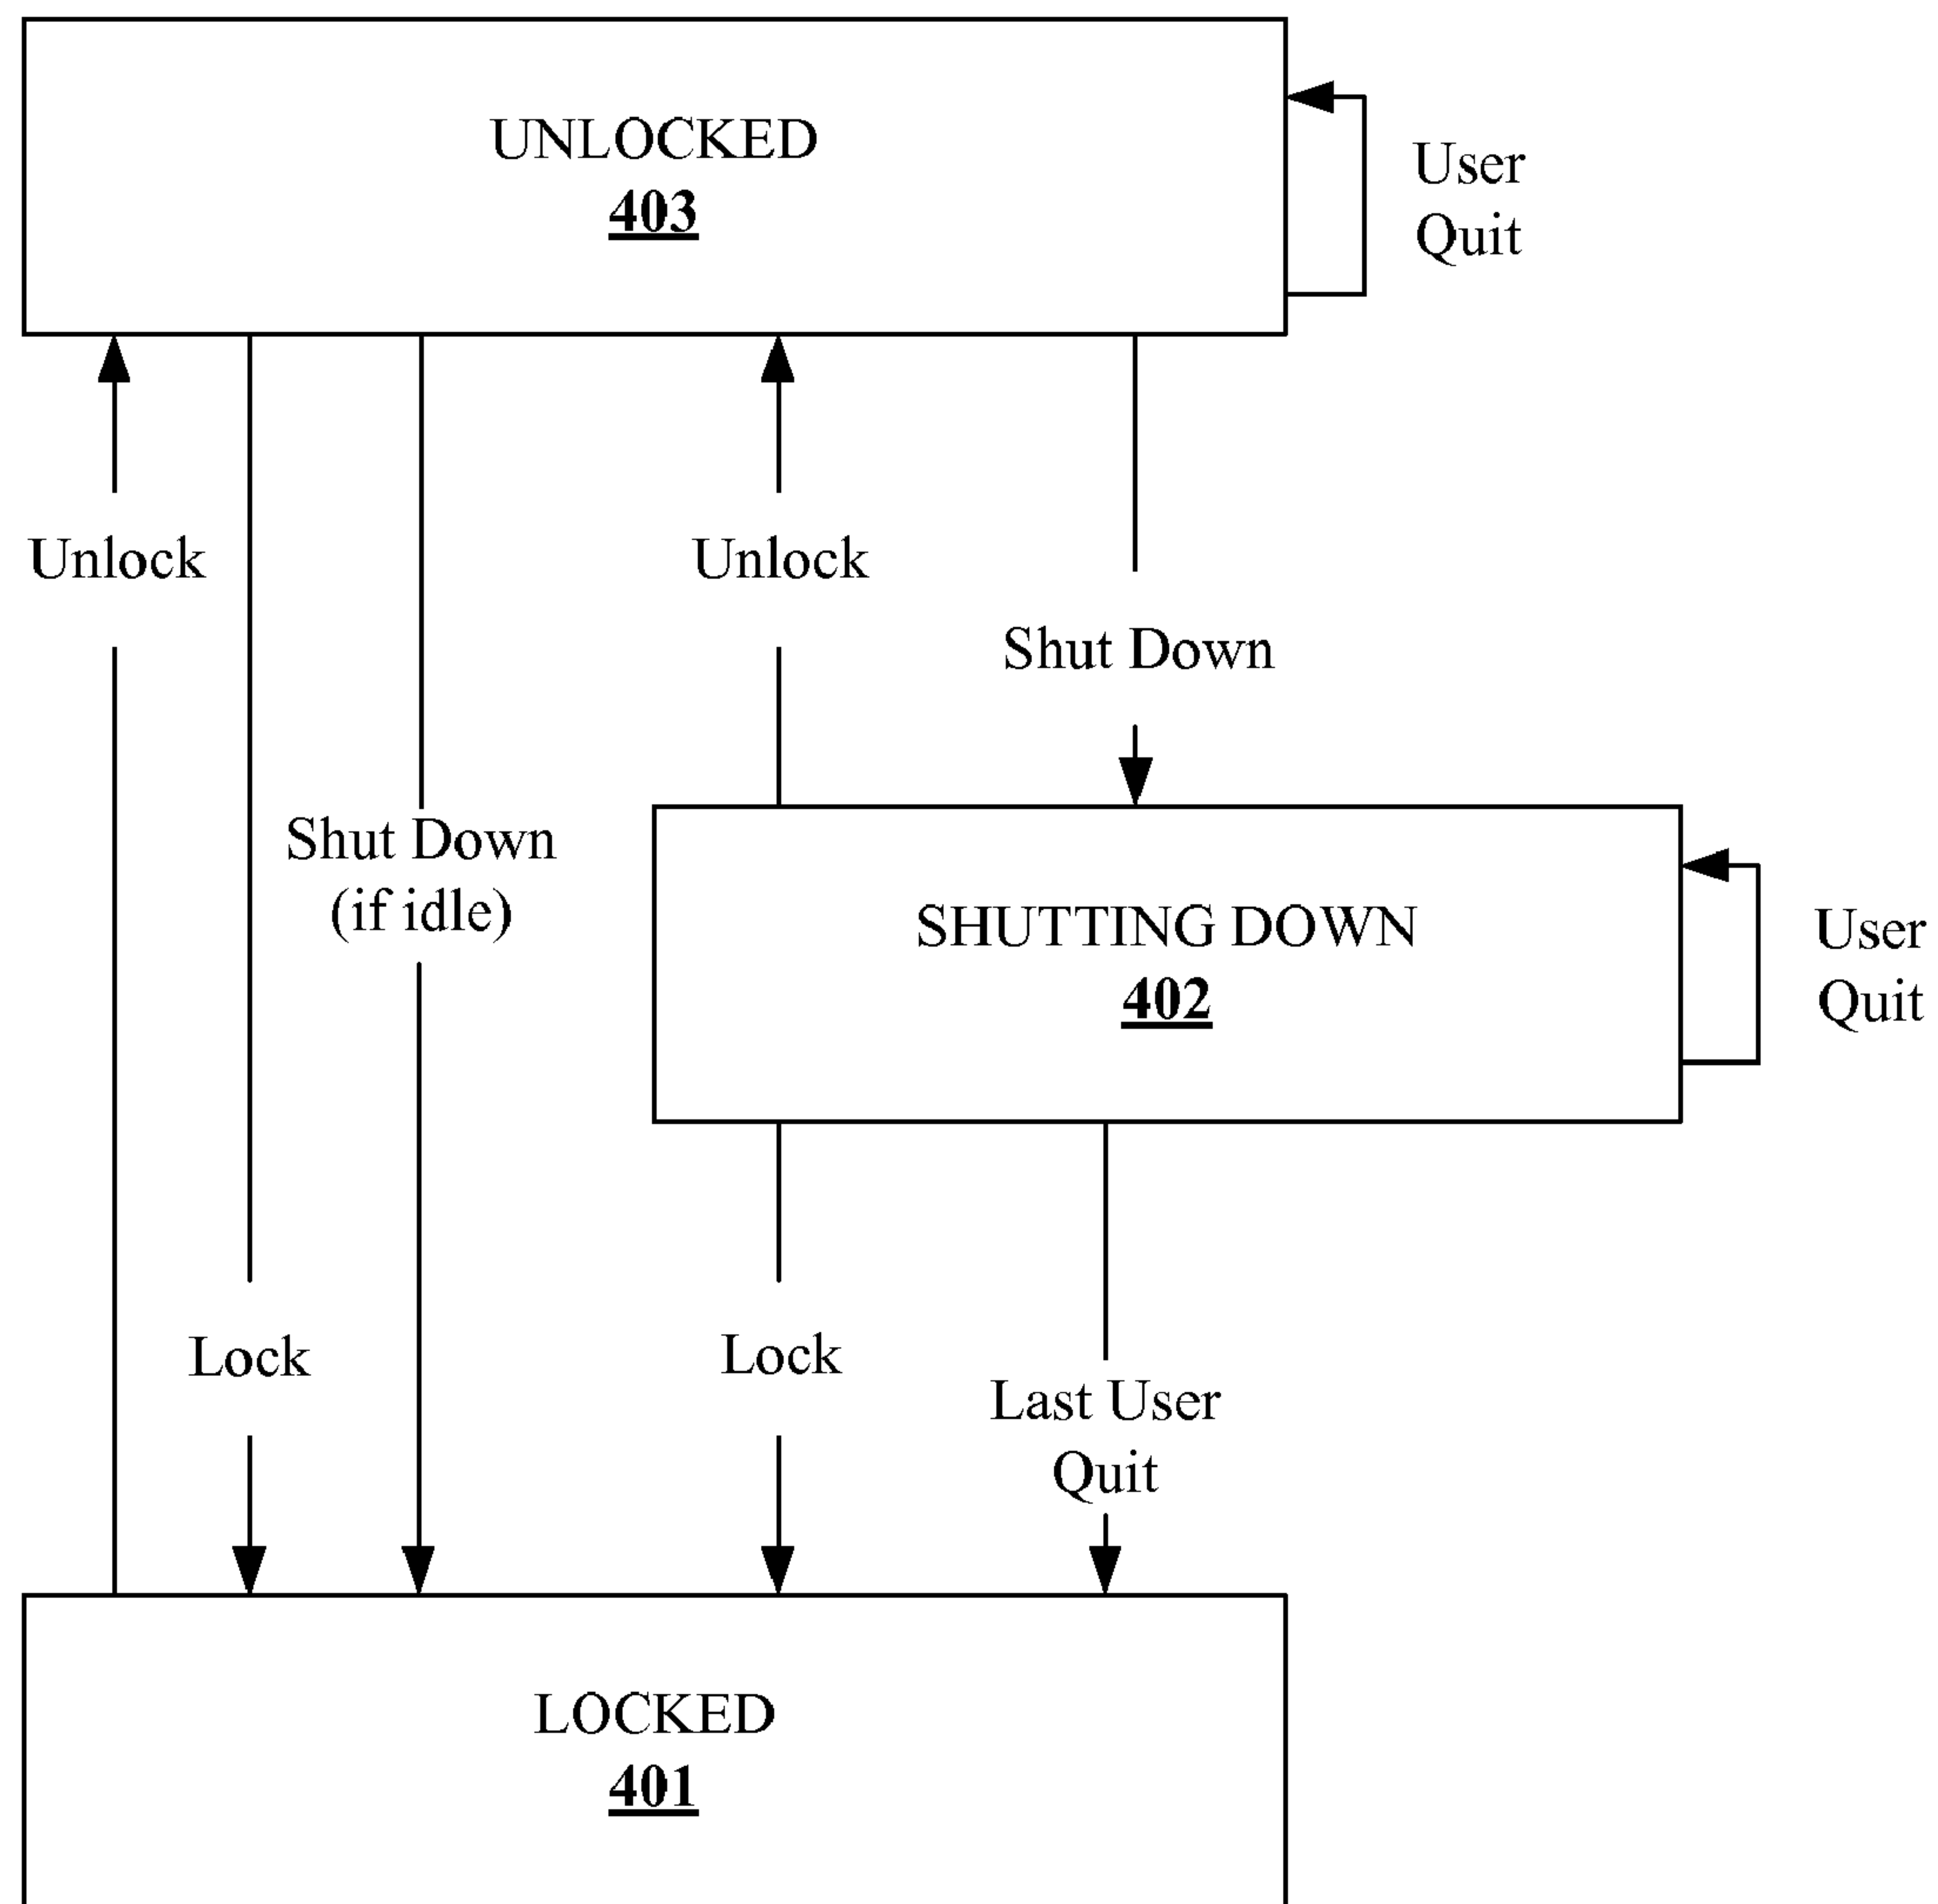 UNLOCKED
403
User
Quit
Unlock
Unlock
Shut Down
Shut Down
(if idle)
SHUTTING DOWN
402
User
Quit
Lock
Lock
Last User
Quit
LOCKED
401